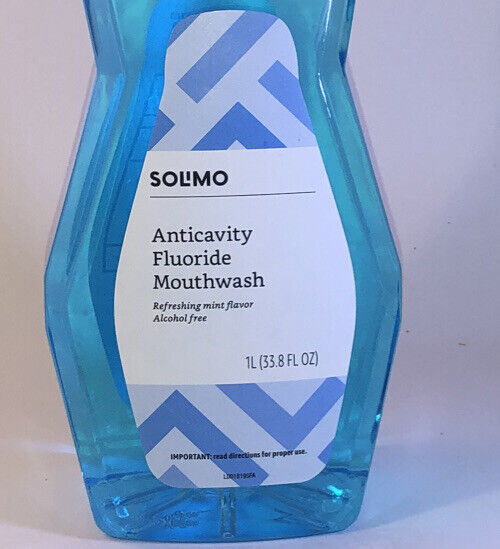 SOLIMO
Anticavity
Fluoride
Mouthwash
Refreshing mint flavor
Alcohol free
1L (33.8 FL OZ)
IMPORTANT: read directions for proper use.